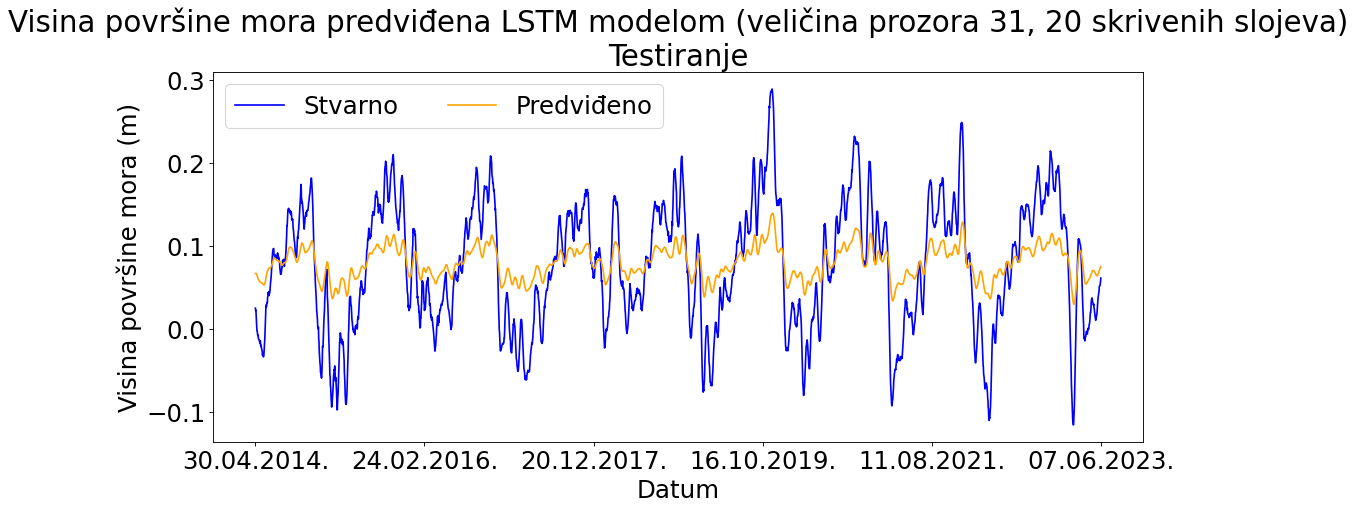 Visina površine mora predviđena LSTM modelom (veličina prozora 31, 20 skrivenih slojeva)
Testiranje
Stvarno
Predviđeno
Visina površine mora (m)
0.3
0.2
0.1
0.0
−0.1
30.04.2014.
24.02.2016.
20.12.2017.
16.10.2019.
11.08.2021.
07.06.2023.
Datum